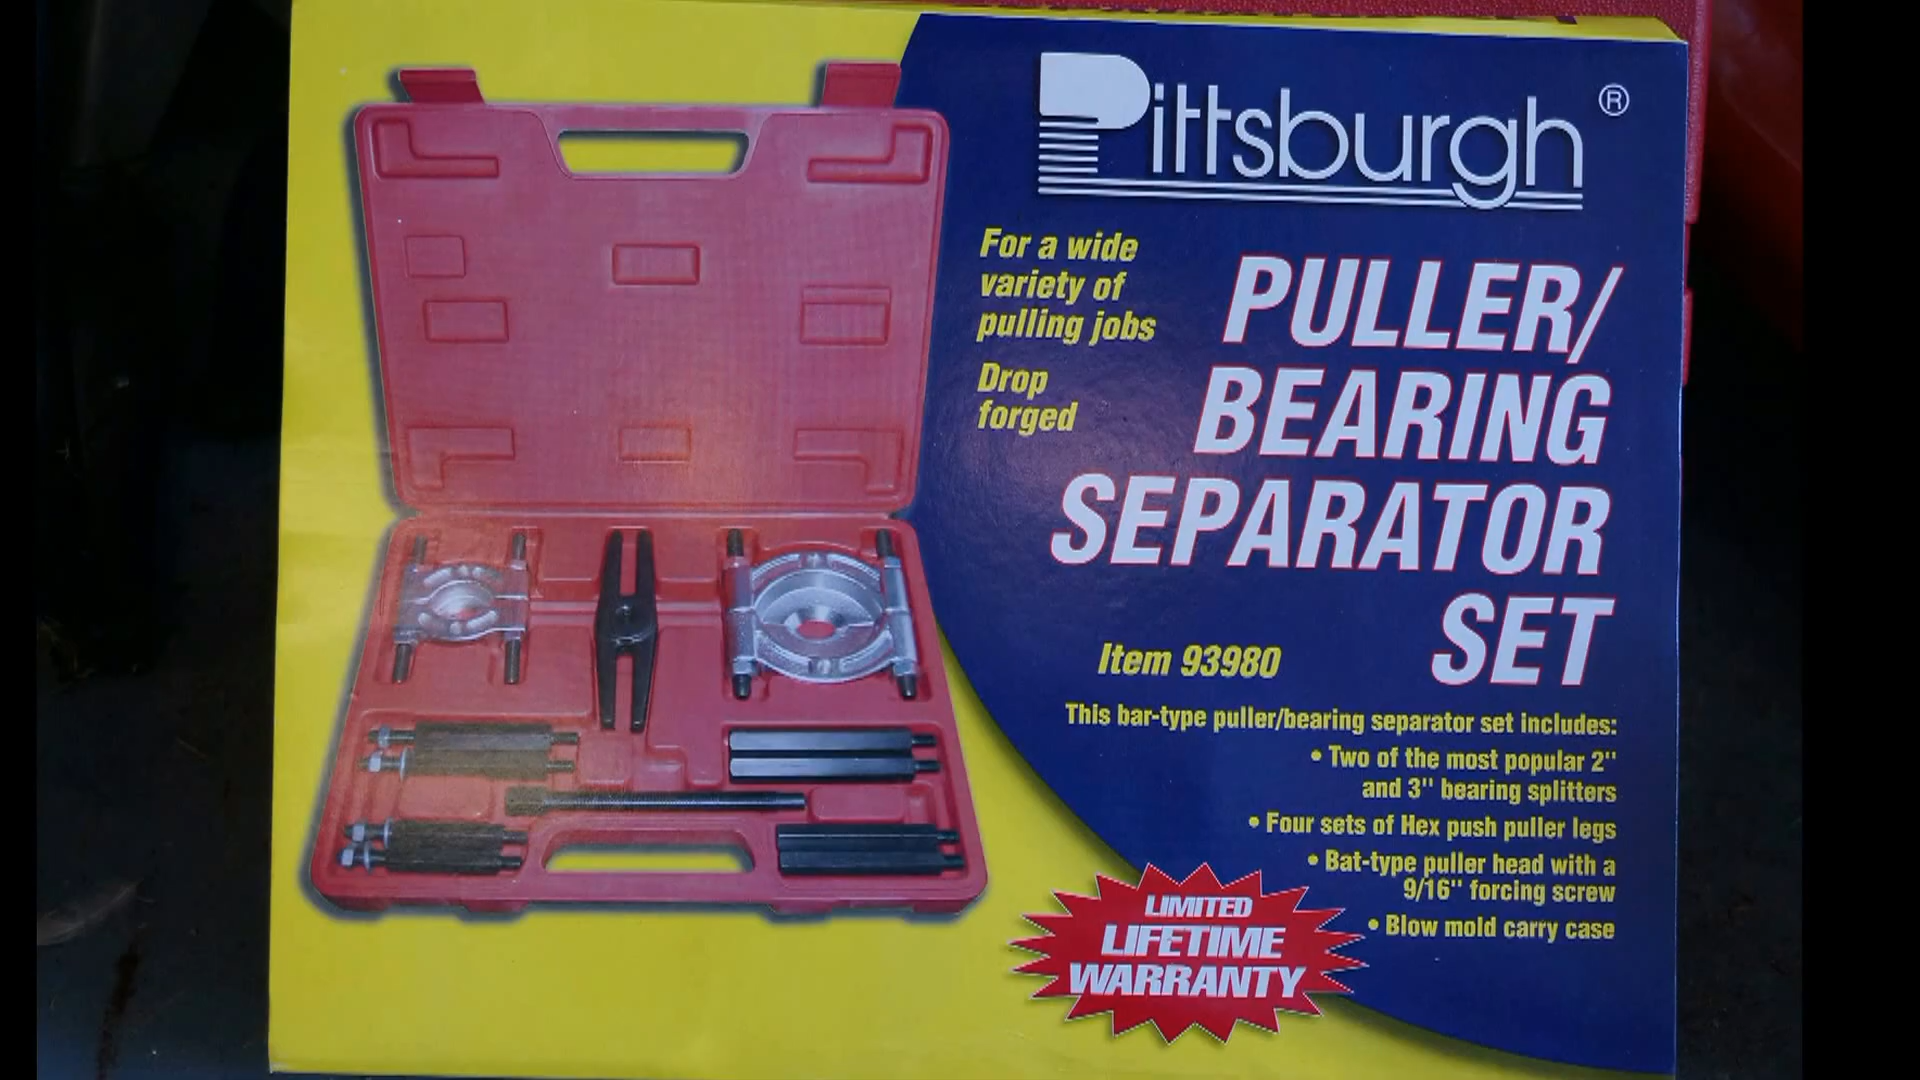 Pittsburgh ®
For a wide
variety of
pulling jobs
Drop
forged
PULLER/
BEARING
SEPARATOR
SET
Item 93980
This bar-type puller/bearing separator set includes:
• Two of the most popular 2"
and 3" bearing splitters
• Four sets of Hex push puller legs
• Bat-type puller head with a
9/16" forcing screw
• Blow mold carry case
LIMITED
LIFETIME
WARRANTY